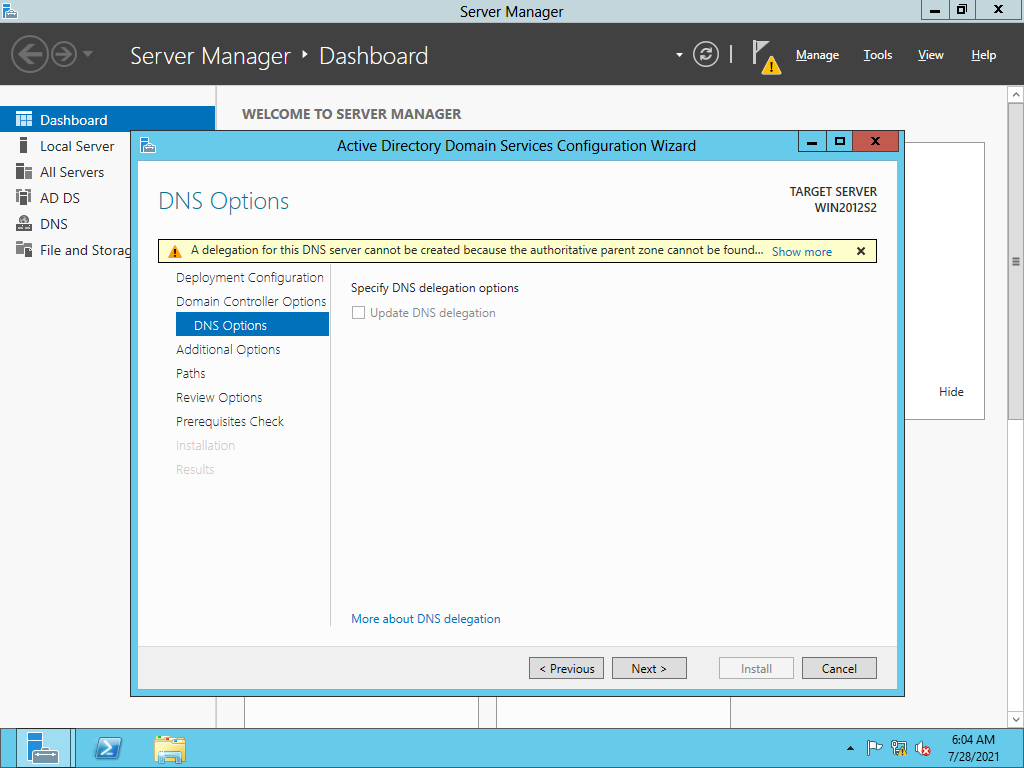 Server Manager
Server Manager ‣ Dashboard
Manage Tools View Help
Dashboard
Local Server
All Servers
AD DS
DNS
File and Storag
WELCOME TO SERVER MANAGER
Hide
Active Directory Domain Services Configuration Wizard
DNS Options
TARGET SERVER
WIN2012S2
A delegation for this DNS server cannot be created because the authoritative parent zone cannot be found... Show more
Deployment Configuration
Domain Controller Options
DNS Options
Additional Options
Paths
Review Options
Prerequisites Check
Installation
Results
Specify DNS delegation options
Update DNS delegation
More about DNS delegation
< Previous Next > Install Cancel
6:04 AM
7/28/2021